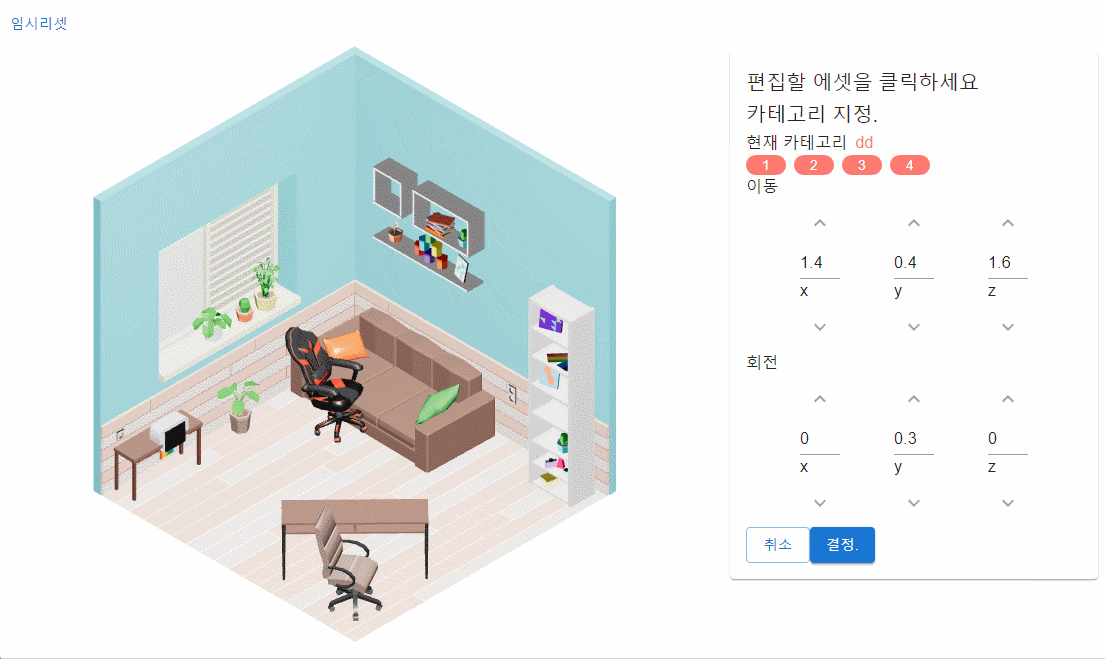 임시리셋
편집할 에셋을 클릭하세요
카테고리 지정.
현재 카테고리 dd
1 2 3 4
이동
1.4 0.4 1.6
x y z
회전
0 0.3 0
x y z
취소 결정.